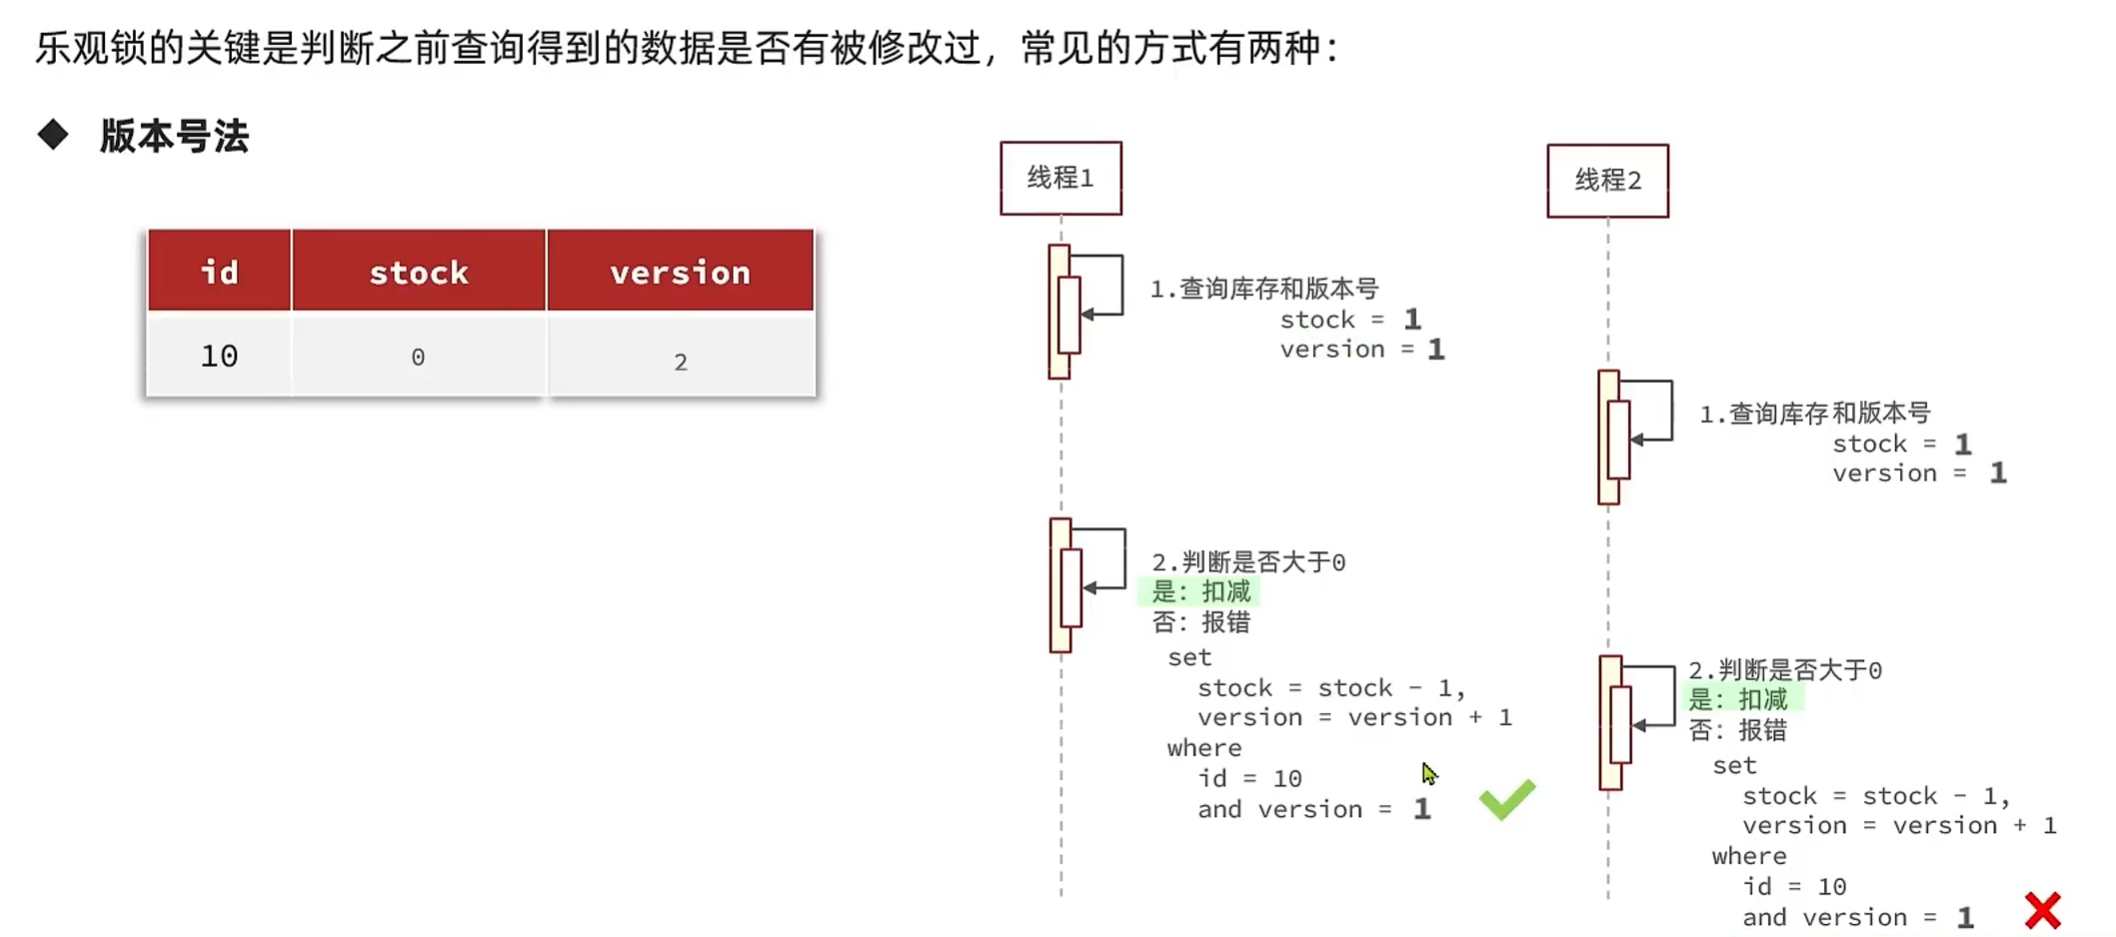 乐观锁的关键是判断之前查询得到的数据是否有被修改过，常见的方式有两种：
◆ 版本号法
id stock version
10 0 2
线程1
1.查询库存和版本号
stock = 1
version = 1
2.判断是否大于0
是：扣减
否：报错
set
stock = stock - 1,
version = version + 1
where
id = 10
and version = 1
线程2
1.查询库存和版本号
stock = 1
version = 1
2.判断是否大于0
是：扣减
否：报错
set
stock = stock - 1,
version = version + 1
where
id = 10
and version = 1